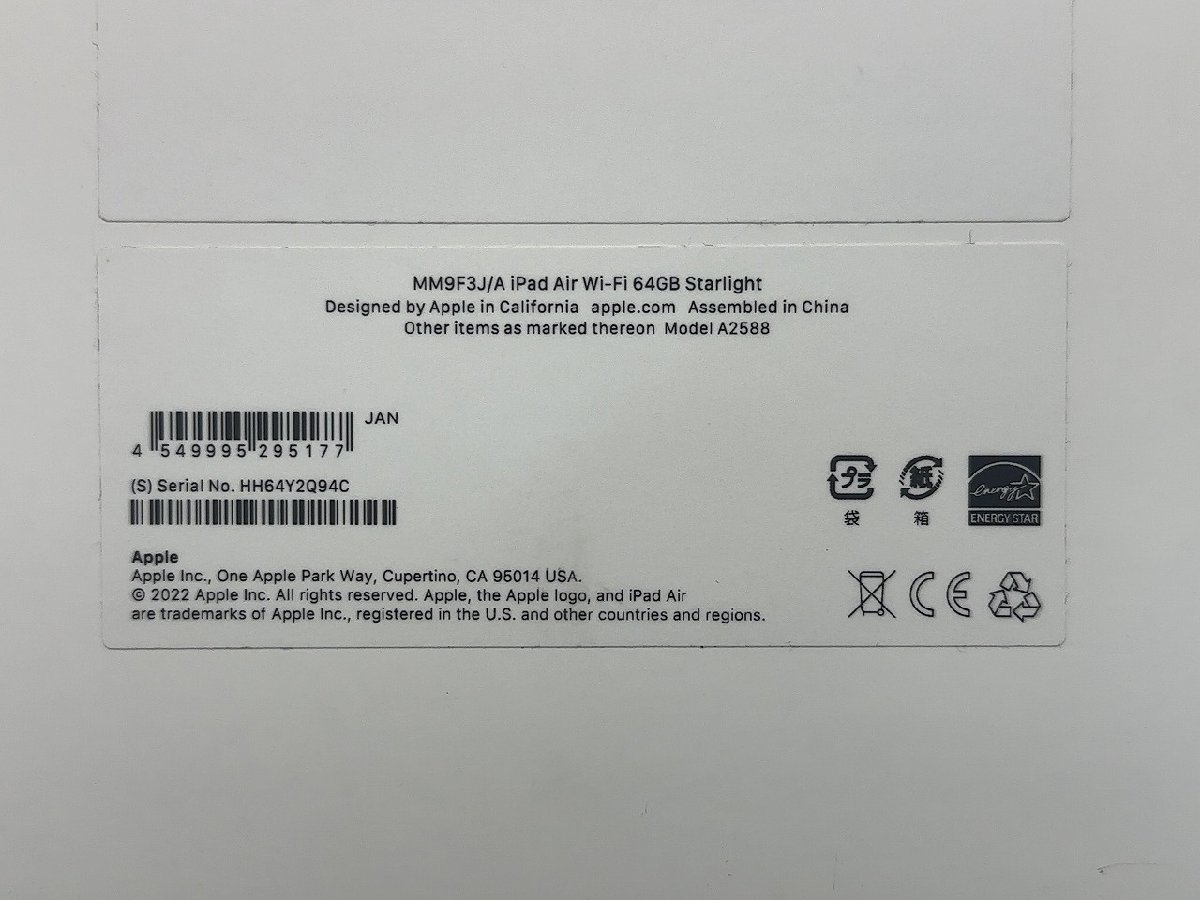 MM9F3J/A iPad Air Wi-Fi 64GB Starlight
Designed by Apple in California apple.com Assembled in China
Other items as marked thereon Model A2588
JAN
4 549995 295177
(S) Serial No. HH64Y2Q94C
プラ
袋
紙
箱
energy
ENERGY STAR
Apple
Apple Inc., One Apple Park Way, Cupertino, CA 95014 USA.
© 2022 Apple Inc. All rights reserved. Apple, the Apple logo, and iPad Air
are trademarks of Apple Inc., registered in the U.S. and other countries and regions.
CE